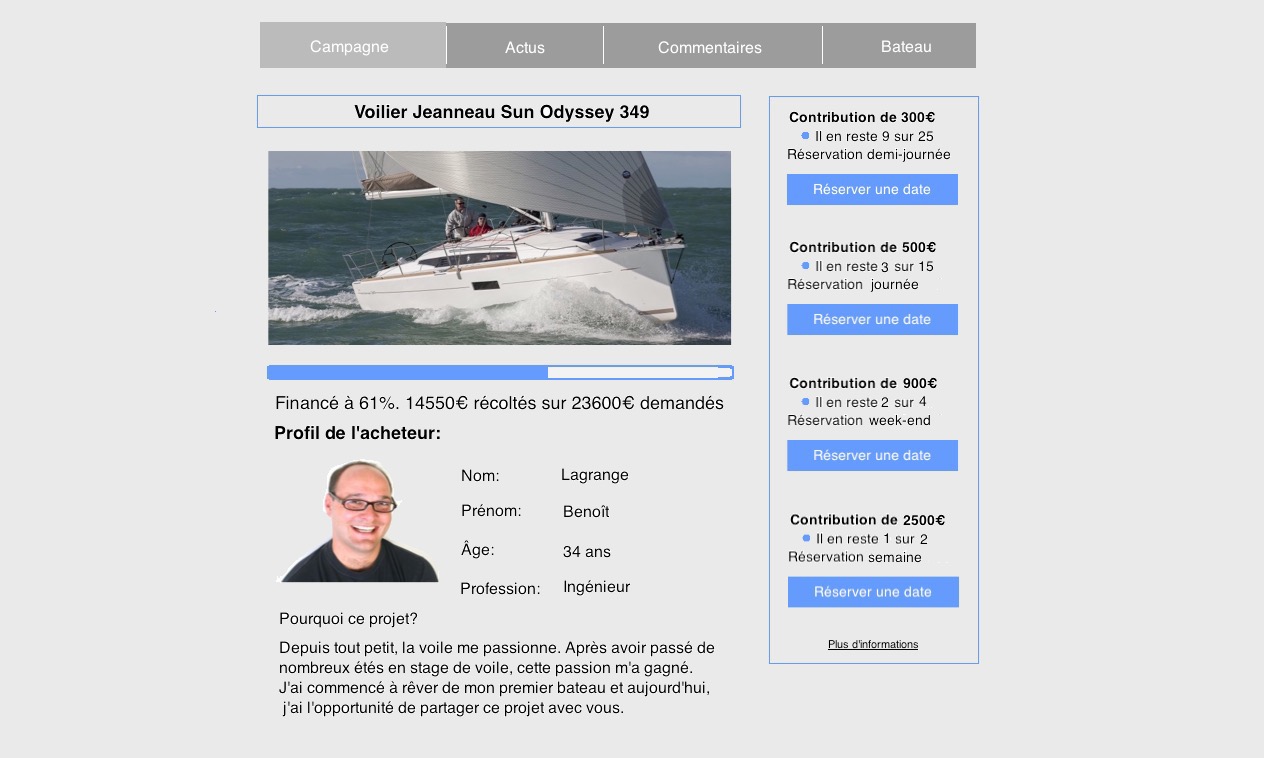 Campagne
Actus
Commentaires
Bateau
Voilier Jeanneau Sun Odyssey 349
Financé à 61%. 14550€ récoltés sur 23600€ demandés
Profil de l'acheteur:
Nom: Lagrange
Prénom: Benoît
Âge: 34 ans
Profession: Ingénieur
Pourquoi ce projet?
Depuis tout petit, la voile me passionne. Après avoir passé de
nombreux étés en stage de voile, cette passion m'a gagné.
J'ai commencé à rêver de mon premier bateau et aujourd'hui,
j'ai l'opportunité de partager ce projet avec vous.
Contribution de 300€
Il en reste 9 sur 25
Réservation demi-journée
Réserver une date
Contribution de 500€
Il en reste 3 sur 15
Réservation journée
Réserver une date
Contribution de 900€
Il en reste 2 sur 4
Réservation week-end
Réserver une date
Contribution de 2500€
Il en reste 1 sur 2
Réservation semaine
Réserver une date
Plus d'informations